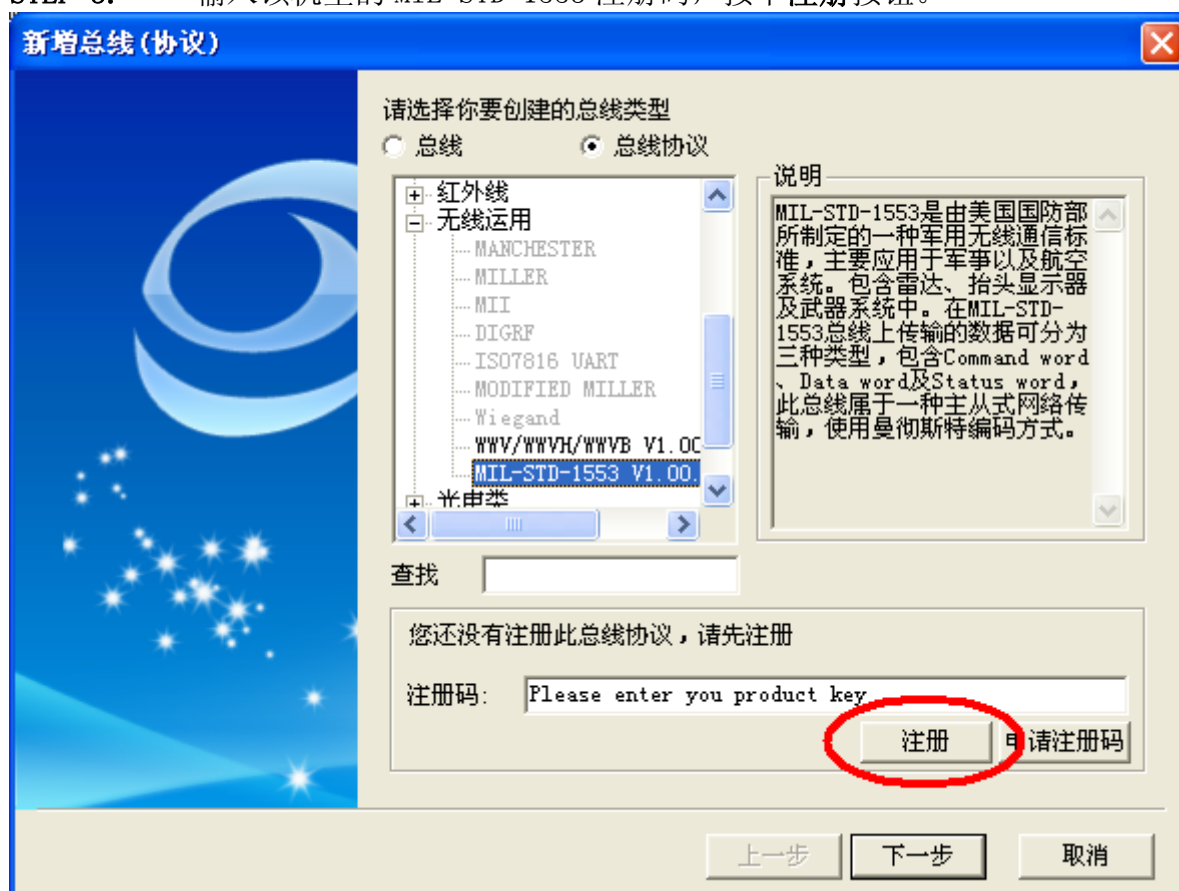 新增总线(协议)
请选择你要创建的总线类型
总线
总线协议
红外线
无线运用
MANCHESTER
MILLER
MII
DIGRF
ISO7816 UART
MODIFIED MILLER
Wiegand
WWV/WWVH/WWVB V1.00
MIL-STD-1553 V1.00.
光电类
说明
MIL-STD-1553是由美国国防部
所制定的一种军用无线通信标
准，主要应用于军事以及航空
系统。包含雷达、抬头显示器
及武器系统中。在MIL-STD-
1553总线上传输的数据可分为
三种类型，包含Command word
、Data word及Status word，
此总线属于一种主从式网络传
输，使用曼彻斯特编码方式。
查找
您还没有注册此总线协议，请先注册
注册码:
Please enter you product key
注册
申请注册码
上一步
下一步
取消